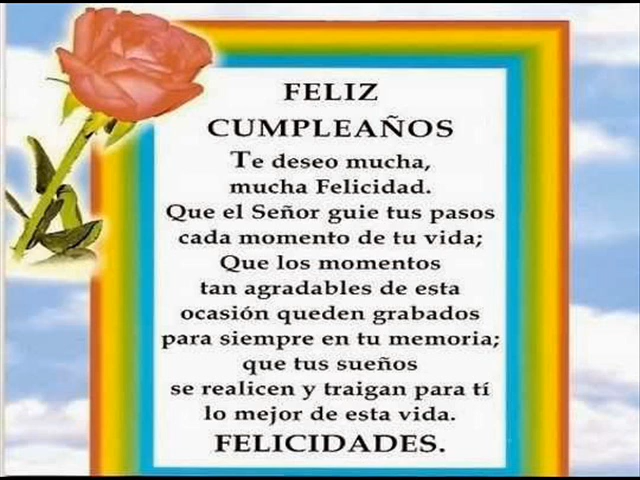 FELIZ
CUMPLEAÑOS
Te deseo mucha,
mucha Felicidad.
Que el Señor guie tus pasos
cada momento de tu vida;
Que los momentos
tan agradables de esta
ocasión queden grabados
para siempre en tu memoria;
que tus sueños
se realicen y traigan para tí
lo mejor de esta vida.
FELICIDADES.